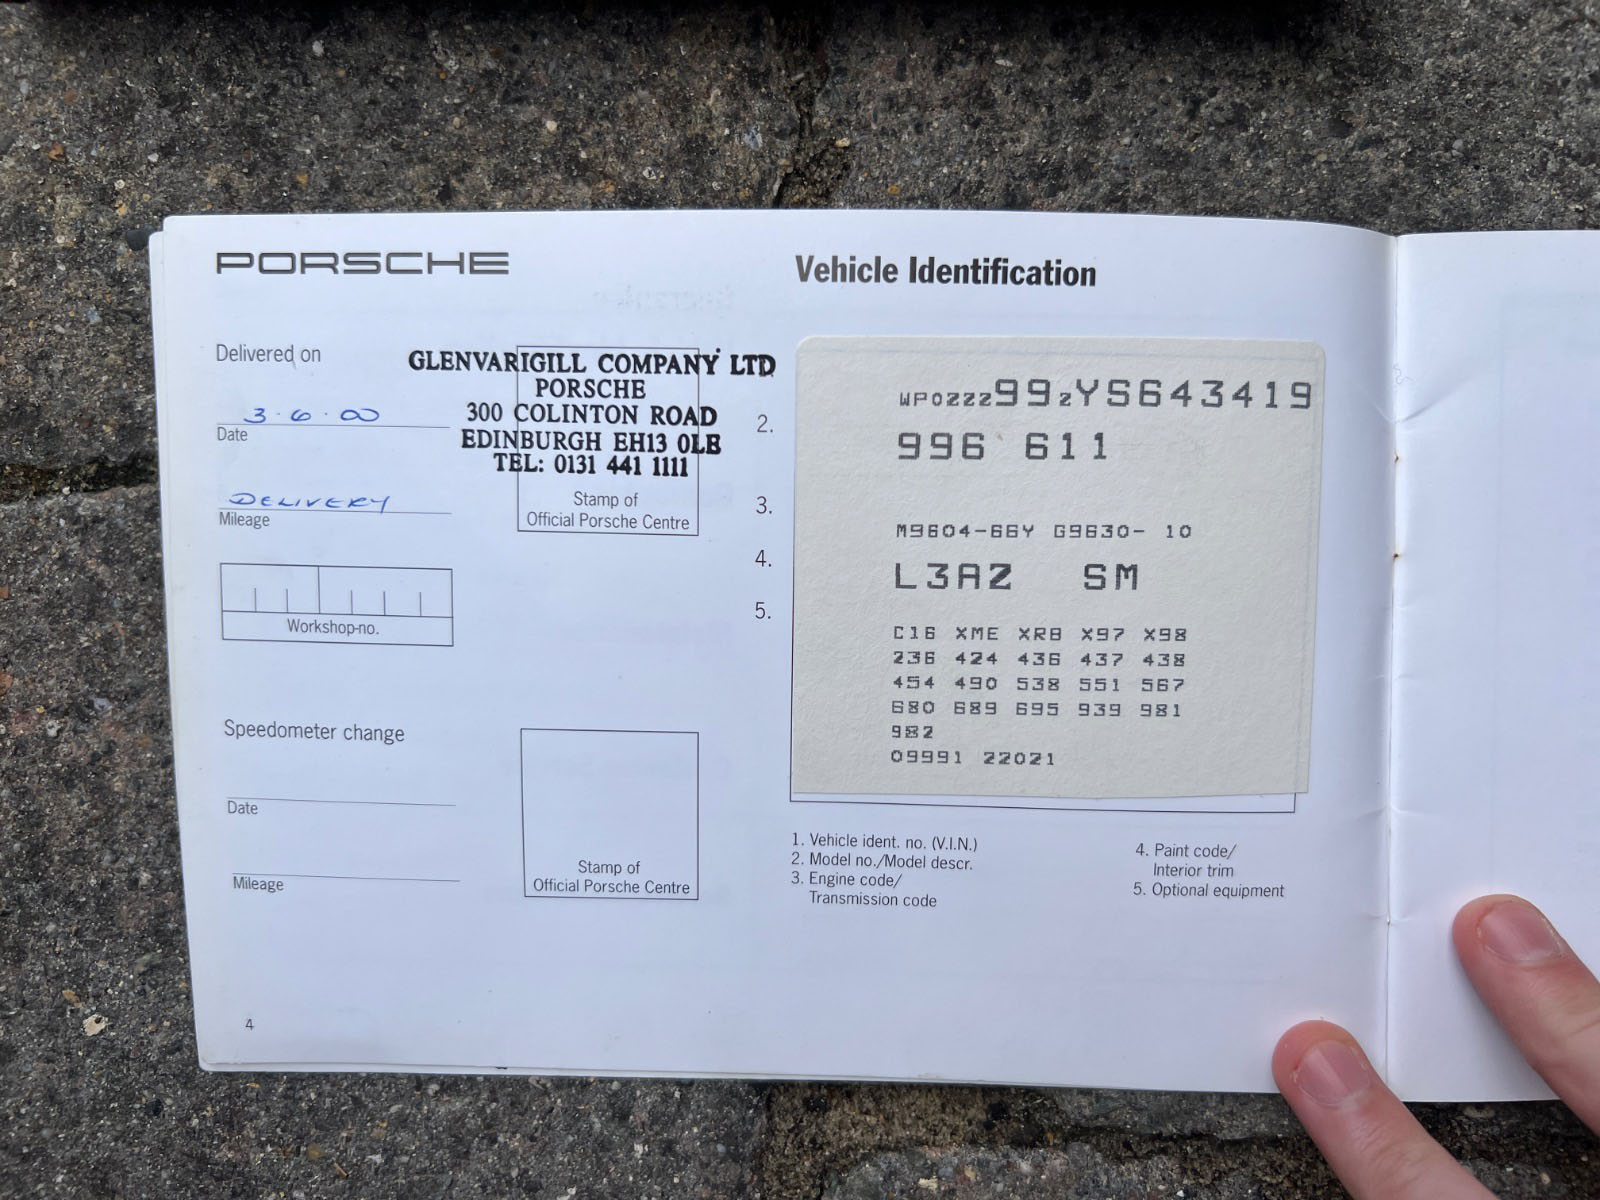 PORSCHE
Vehicle Identification
Delivered on
GLENVARIGILL COMPANY LTD
PORSCHE
300 COLINTON ROAD
EDINBURGH EH13 0LB
TEL: 0131 441 1111
3·6·00
Date
DELIVERY
Mileage
Stamp of
Official Porsche Centre
Workshop-no.
Speedometer change
Date
Mileage
Stamp of
Official Porsche Centre
2.
3.
4.
5.
WP0ZZZ99ZYS643419
996 611
M9604-66Y G9630- 10
L3AZ SM
C16 XME XRB X97 X98
236 424 436 437 438
454 490 538 551 567
680 689 695 939 981
982
09991 22021
1. Vehicle ident. no. (V.I.N.)
2. Model no./Model descr.
3. Engine code/
Transmission code
4. Paint code/
Interior trim
5. Optional equipment
4